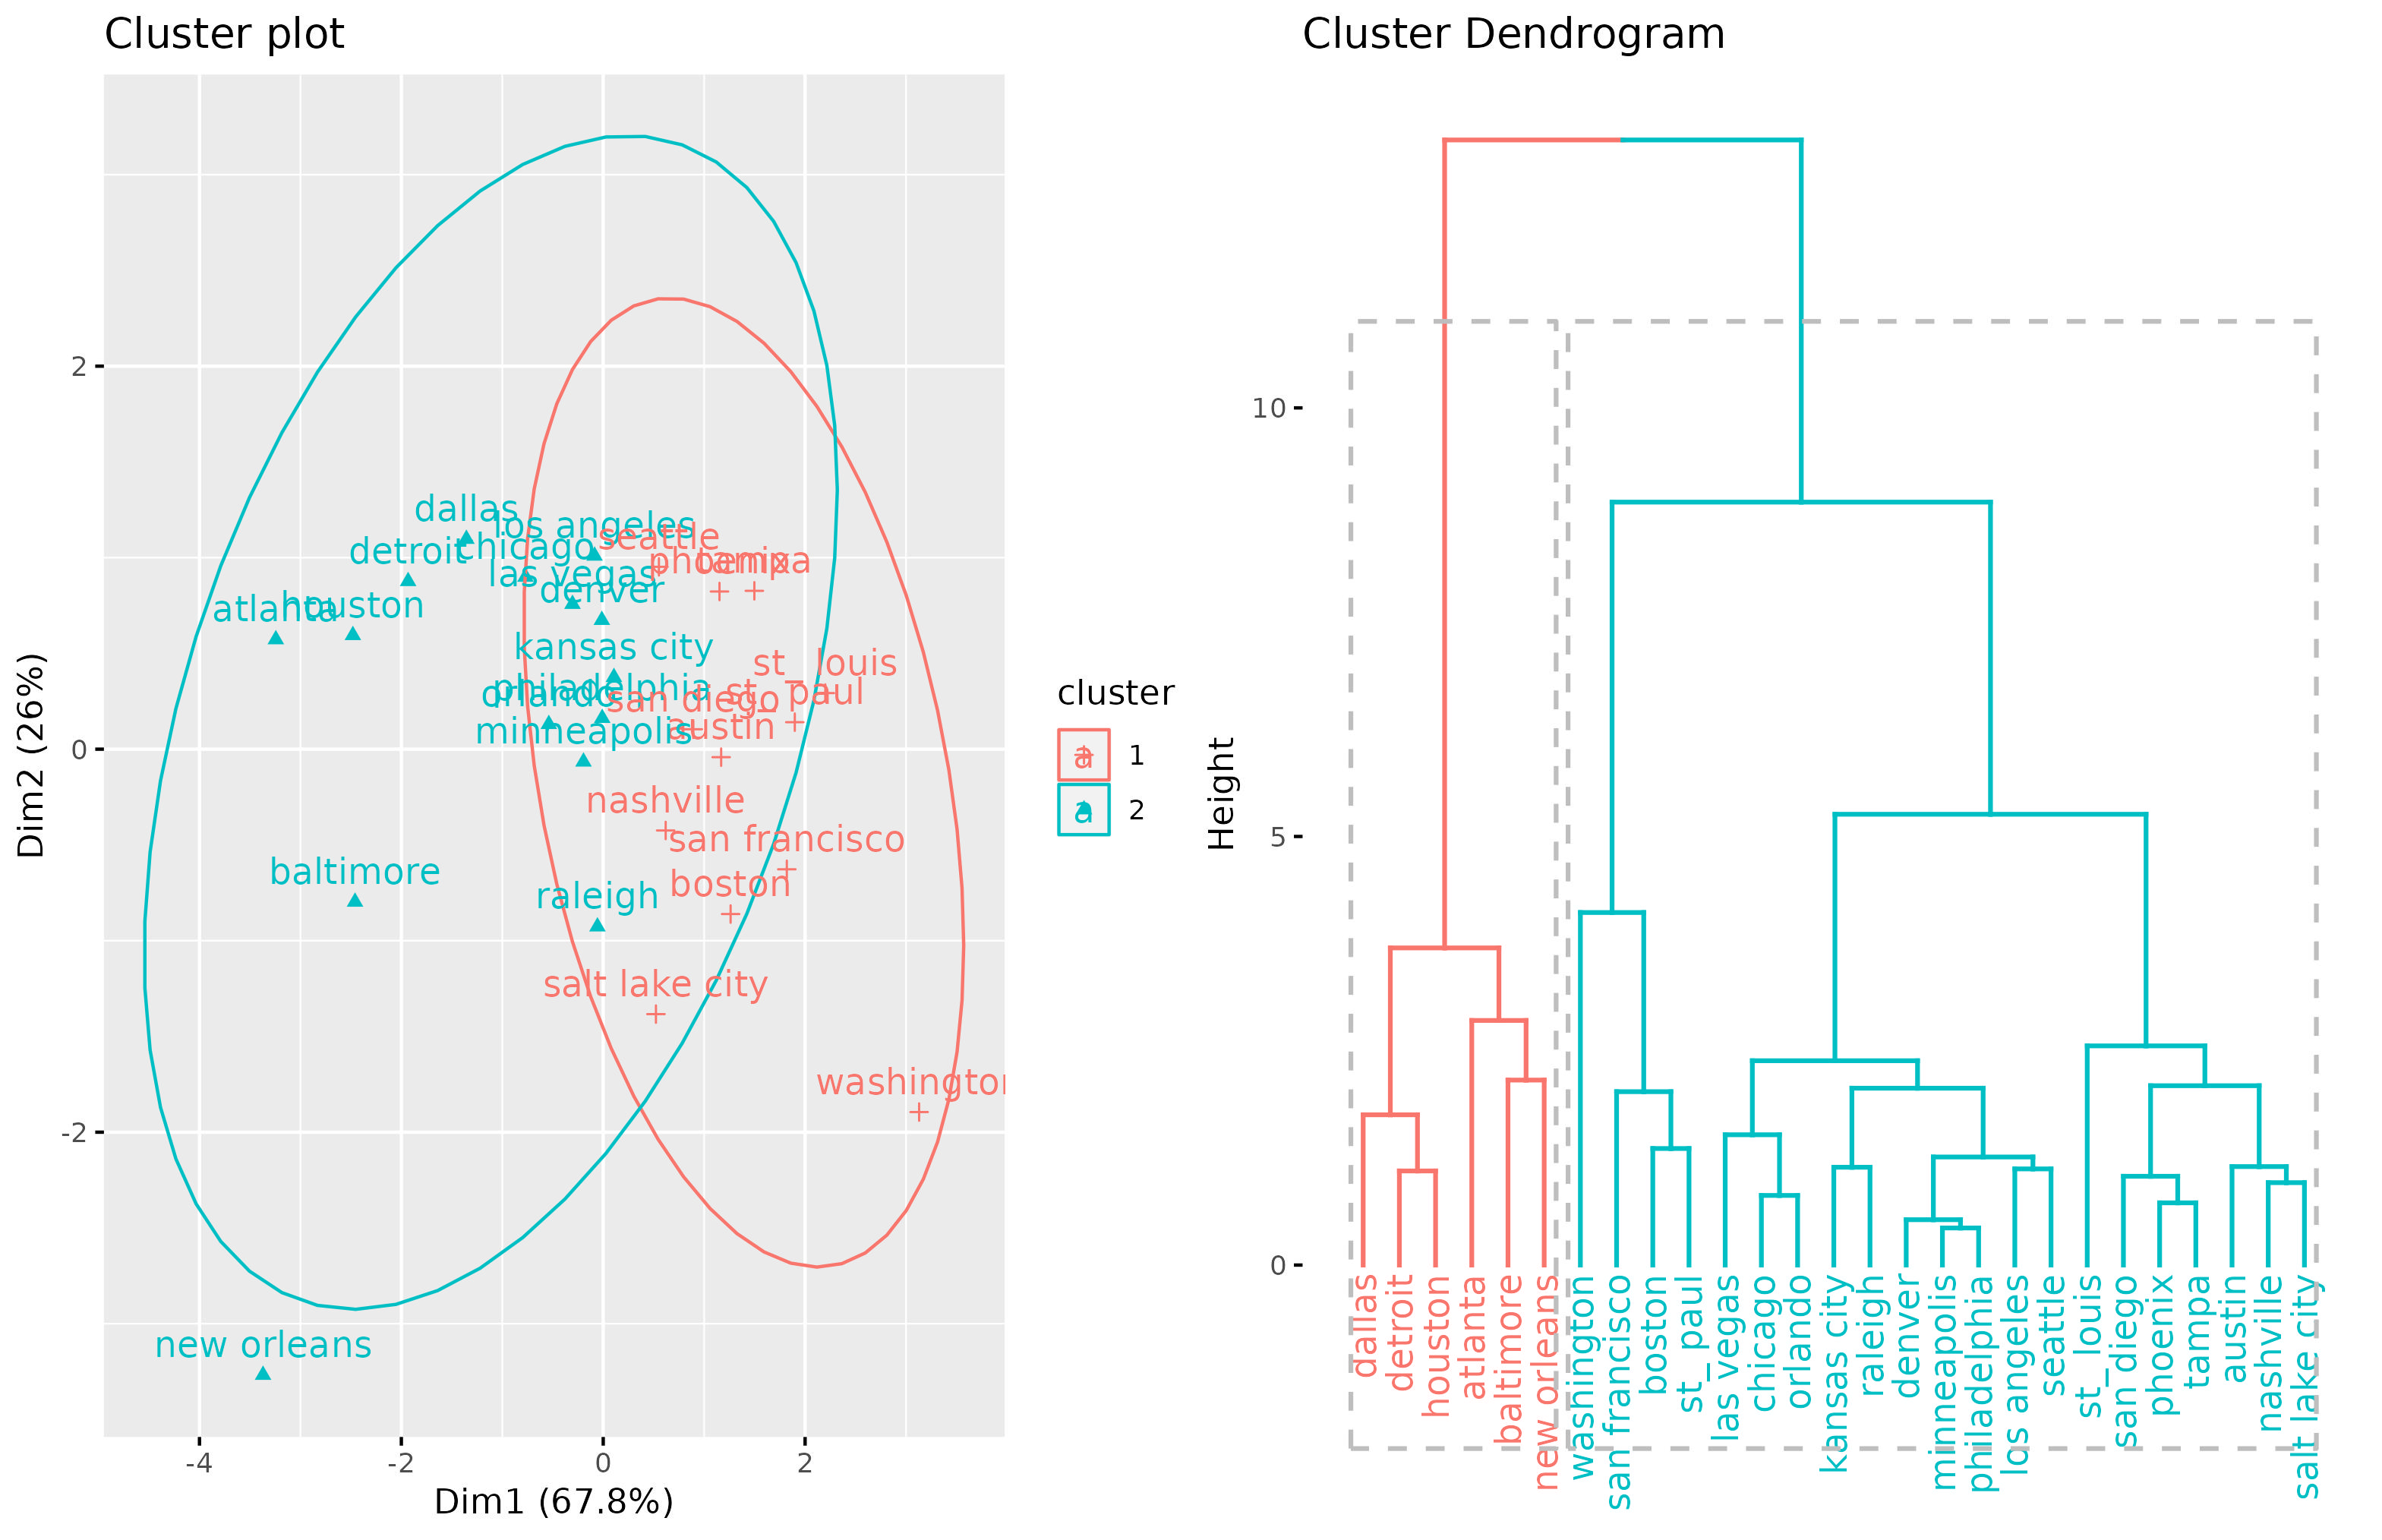 Cluster plot
Dim2 (26%)
2
0
-2
dallas
los angeles
seattle
detroit
chicago
phoenix
tampa
las vegas
denver
atlanta
houston
kansas city
st_louis
philadelphia
orlando
san diego
st_paul
minneapolis
austin
nashville
san francisco
baltimore
raleigh
boston
salt lake city
washington
new orleans
-4
-2
0
2
Dim1 (67.8%)
cluster
a 1
a 2
Cluster Dendrogram
Height
10
5
0
dallas
detroit
houston
atlanta
baltimore
new orleans
washington
san francisco
boston
st_paul
las vegas
chicago
orlando
kansas city
raleigh
denver
minneapolis
philadelphia
los angeles
seattle
st_louis
san diego
phoenix
tampa
austin
nashville
salt lake city